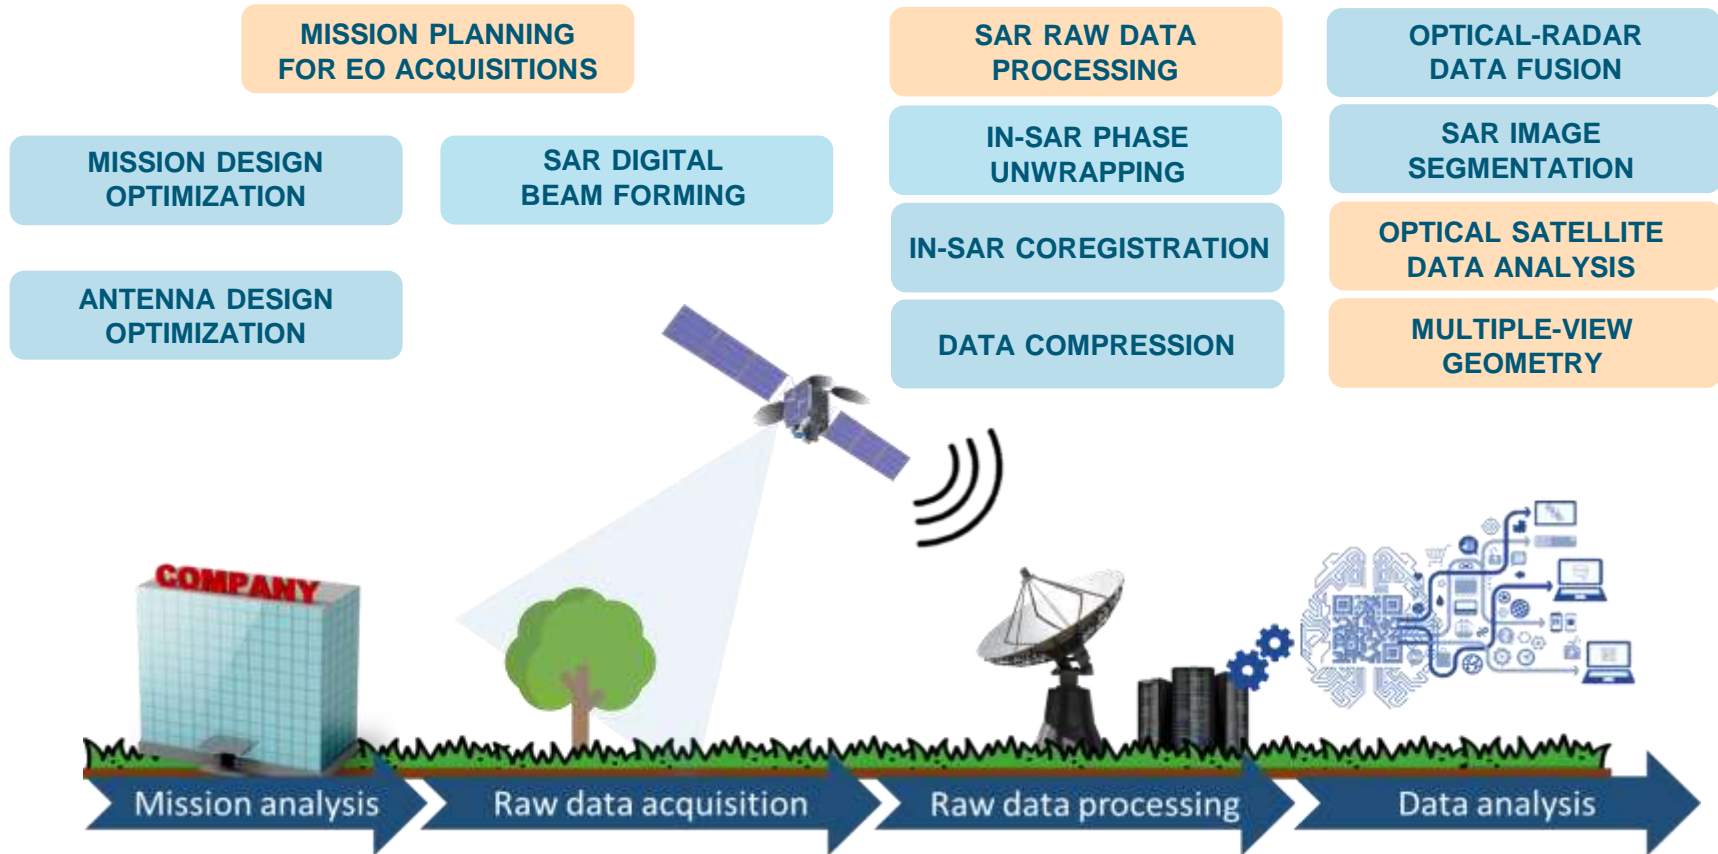 MISSION PLANNING
FOR EO ACQUISITIONS
MISSION DESIGN
OPTIMIZATION
SAR DIGITAL
BEAM FORMING
ANTENNA DESIGN
OPTIMIZATION
SAR RAW DATA
PROCESSING
IN-SAR PHASE
UNWRAPPING
IN-SAR COREGISTRATION
DATA COMPRESSION
OPTICAL-RADAR
DATA FUSION
SAR IMAGE
SEGMENTATION
OPTICAL SATELLITE
DATA ANALYSIS
MULTIPLE-VIEW
GEOMETRY
COMPANY
Mission analysis
Raw data acquisition
Raw data processing
Data analysis